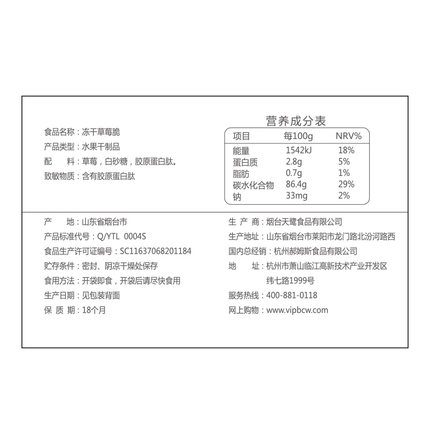 食品名称：冻干草莓脆
产品类型：水果干制品
配 料：草莓，白砂糖，胶原蛋白肽。
致敏物质：含有胶原蛋白肽
营养成分表
项目 每100g NRV%
能量 1542kJ 18%
蛋白质 2.8g 5%
脂肪 0.7g 1%
碳水化合物 86.4g 29%
钠 33mg 2%
产 地：山东省烟台市
产品标准代号：Q/YTL 0004S
食品生产许可证编号：SC11637068201184
贮存条件：密封、阴凉干燥处保存
食用方法：开袋即食，开袋后请尽快食用
生产日期：见包装背面
保 质 期：18个月
生 产 商：烟台天鹭食品有限公司
生产地址：山东省烟台市莱阳市龙门路北汾河路西
国内总经销：杭州郝姆斯食品有限公司
地 址：杭州市萧山临江高新技术产业开发区
纬七路1999号
服务热线：400-881-0118
网上购物：www.vipbcw.com